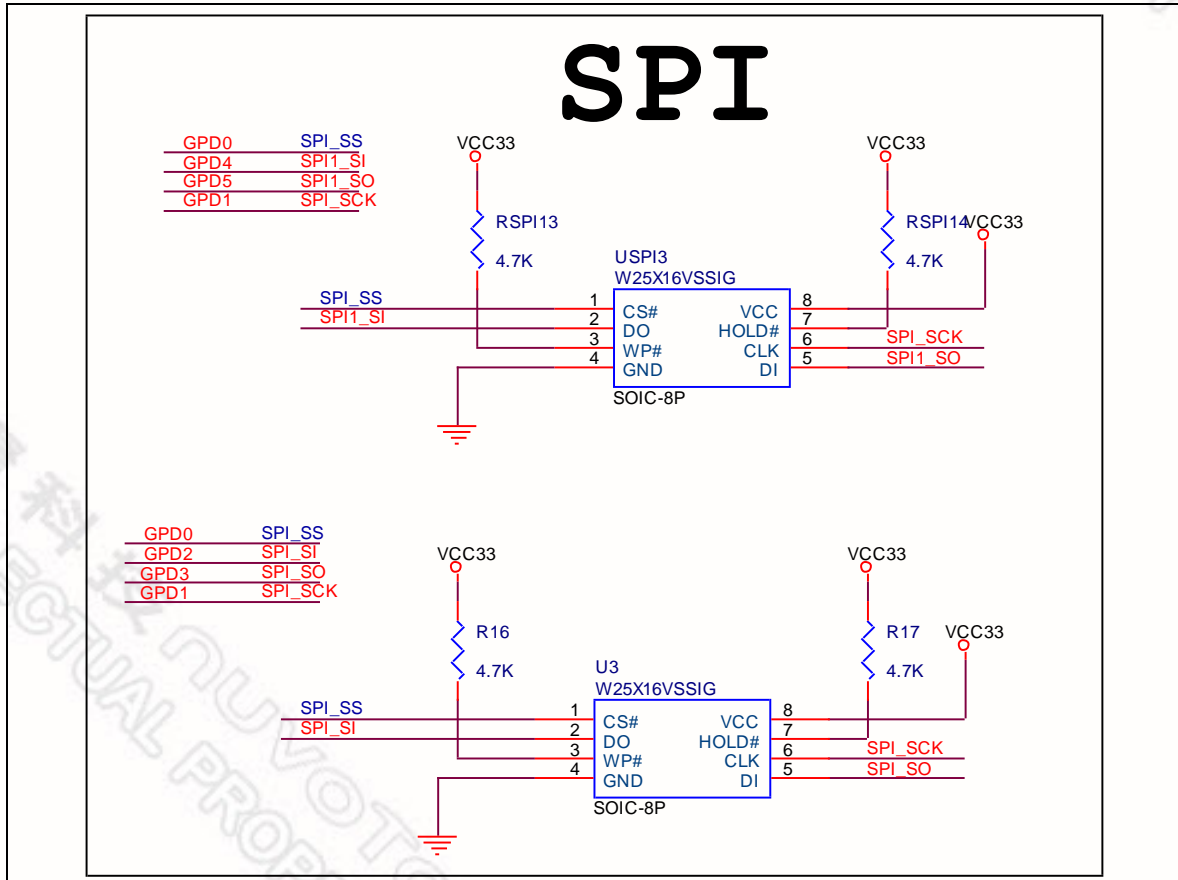 SPI
GPD0 SPI_SS
GPD4 SPI1_SI
GPD5 SPI1_SO
GPD1 SPI_SCK
VCC33
VCC33
RSPI13
4.7K
RSPI14
4.7K
VCC33
USPI3
W25X16VSSIG
SPI_SS 1 CS# VCC 8
SPI1_SI 2 DO HOLD# 7
3 WP# CLK 6 SPI_SCK
4 GND DI 5 SPI1_SO
SOIC-8P
GPD0 SPI_SS
GPD2 SPI_SI
GPD3 SPI_SO
GPD1 SPI_SCK
VCC33
VCC33
R16
4.7K
R17
4.7K
VCC33
U3
W25X16VSSIG
SPI_SS 1 CS# VCC 8
SPI_SI 2 DO HOLD# 7
3 WP# CLK 6 SPI_SCK
4 GND DI 5 SPI_SO
SOIC-8P
科技 nuvoTo